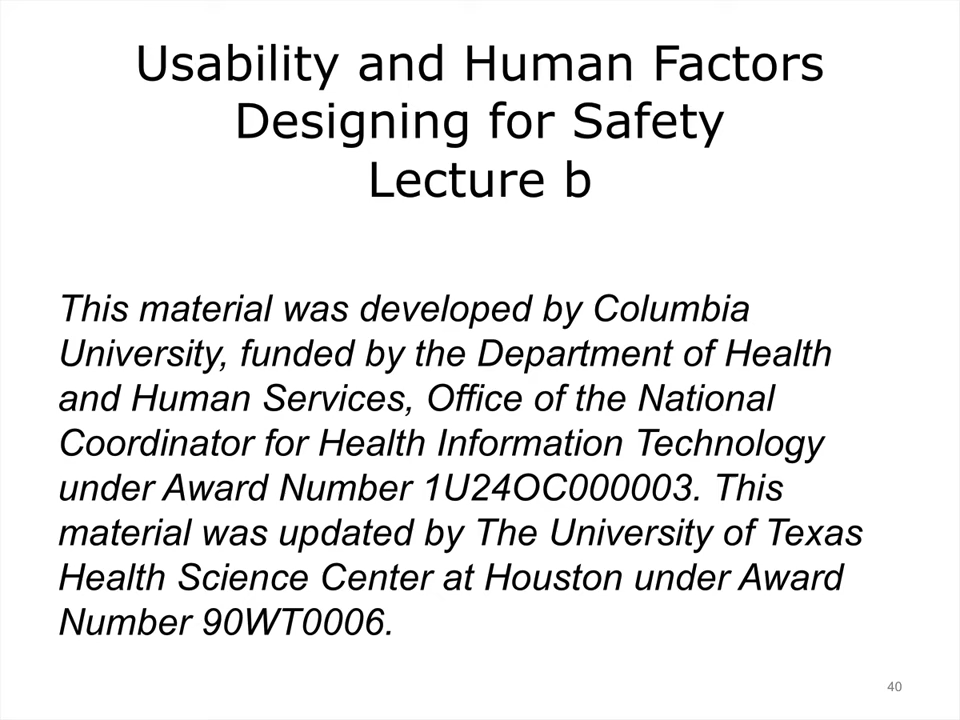 Usability and Human Factors
Designing for Safety
Lecture b
This material was developed by Columbia
University, funded by the Department of Health
and Human Services, Office of the National
Coordinator for Health Information Technology
under Award Number 1U24OC000003. This
material was updated by The University of Texas
Health Science Center at Houston under Award
Number 90WT0006.
40